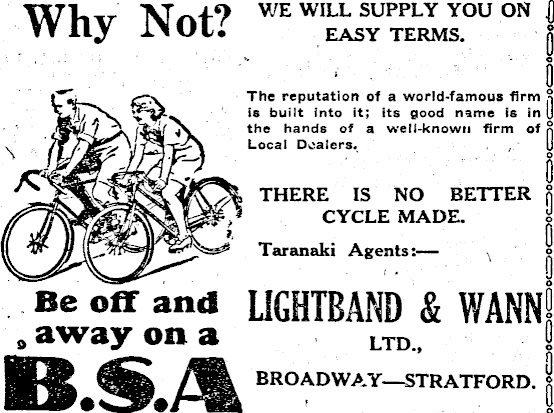 Why Not?
Be off and
away on a
B.S.A
WE WILL SUPPLY YOU ON
EASY TERMS.
The reputation of a world-famous firm
is built into it; its good name is in
the hands of a well-known firm of
Local Dealers.
THERE IS NO BETTER
CYCLE MADE.
Taranaki Agents:—
LIGHTBAND & WANN
LTD.,
BROADWAY—STRATFORD.